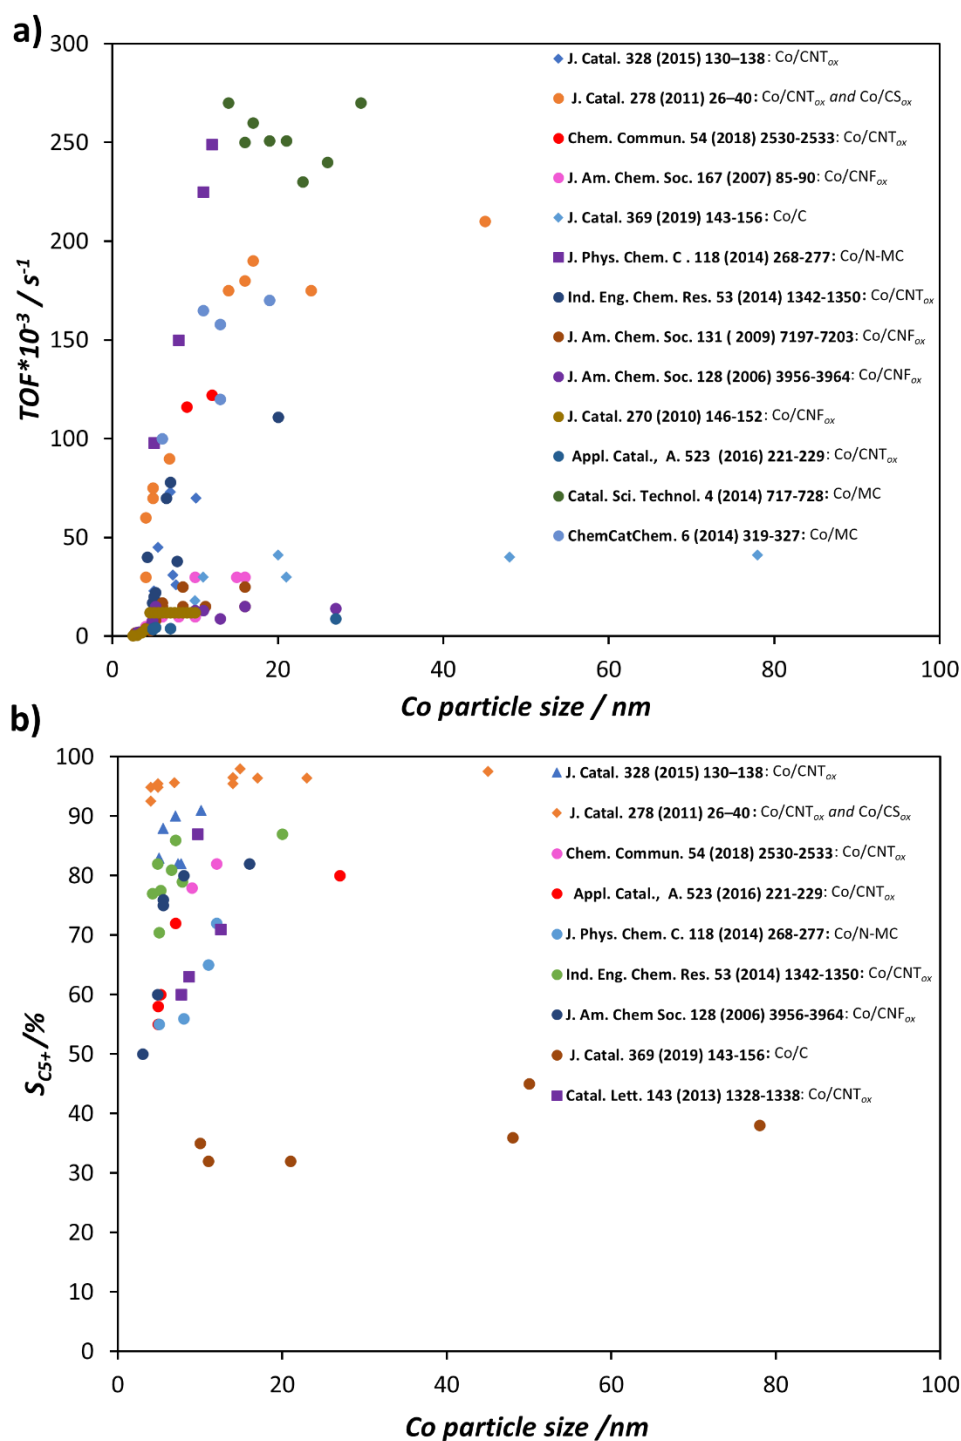 a)
300
250
200
150
100
50
0
TOF*10⁻³ / s⁻¹
J. Catal. 328 (2015) 130–138: Co/CNTox
J. Catal. 278 (2011) 26–40: Co/CNTox and Co/CSox
Chem. Commun. 54 (2018) 2530-2533: Co/CNTox
J. Am. Chem. Soc. 167 (2007) 85-90: Co/CNFox
J. Catal. 369 (2019) 143-156: Co/C
J. Phys. Chem. C . 118 (2014) 268-277: Co/N-MC
Ind. Eng. Chem. Res. 53 (2014) 1342-1350: Co/CNTox
J. Am. Chem. Soc. 131 ( 2009) 7197-7203: Co/CNFox
J. Am. Chem. Soc. 128 (2006) 3956-3964: Co/CNFox
J. Catal. 270 (2010) 146-152: Co/CNFox
Appl. Catal., A. 523 (2016) 221-229: Co/CNTox
Catal. Sci. Technol. 4 (2014) 717-728: Co/MC
ChemCatChem. 6 (2014) 319-327: Co/MC
0 20 40 60 80 100
Co particle size / nm
b)
100
90
80
70
60
50
40
30
20
10
0
SC5+ /%
J. Catal. 328 (2015) 130–138: Co/CNTox
J. Catal. 278 (2011) 26–40: Co/CNTox and Co/CSox
Chem. Commun. 54 (2018) 2530-2533: Co/CNTox
Appl. Catal., A. 523 (2016) 221-229: Co/CNTox
J. Phys. Chem. C. 118 (2014) 268-277: Co/N-MC
Ind. Eng. Chem. Res. 53 (2014) 1342-1350: Co/CNTox
J. Am. Chem Soc. 128 (2006) 3956-3964: Co/CNFox
J. Catal. 369 (2019) 143-156: Co/C
Catal. Lett. 143 (2013) 1328-1338: Co/CNTox
0 20 40 60 80 100
Co particle size /nm